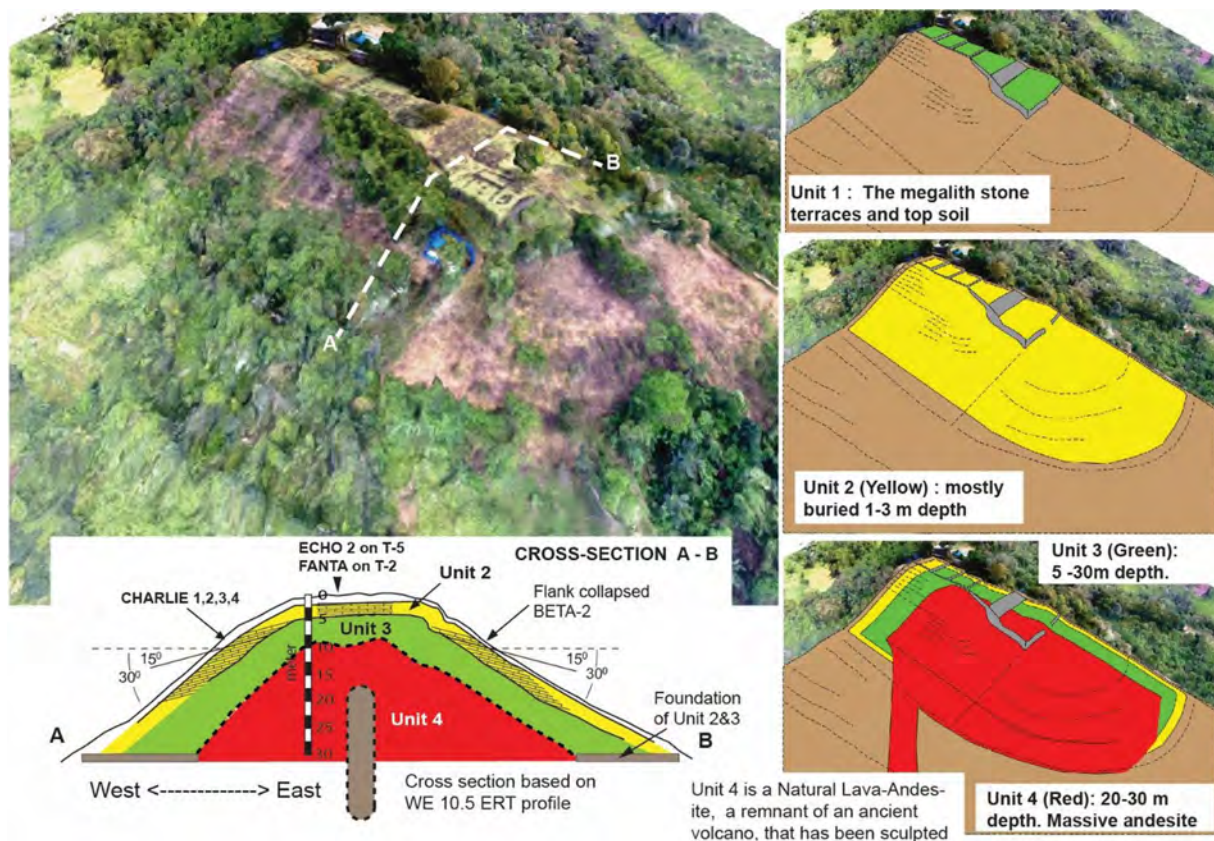 A
B
Unit 1 : The megalith stone
terraces and top soil
Unit 2 (Yellow) : mostly
buried 1-3 m depth
Unit 3 (Green):
5 -30m depth.
Unit 4 (Red): 20-30 m
depth. Massive andesite
Unit 4 is a Natural Lava-Andes-
ite, a remnant of an ancient
volcano, that has been sculpted
ECHO 2 on T-5
FANTA on T-2
CROSS-SECTION A - B
Unit 2
CHARLIE 1,2,3,4
Flank collapsed
BETA-2
0
5
Unit 3
10
15
20
25
30
meter
15⁰
30⁰
15⁰
30⁰
Unit 4
Foundation
of Unit 2&3
A
B
West <------------> East
Cross section based on
WE 10.5 ERT profile